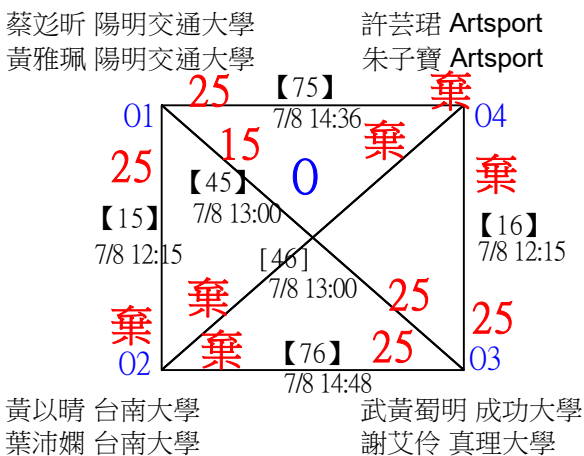 蔡彣昕 陽明交通大學 許芸珺 Artsport
黃雅珮 陽明交通大學 朱子寶 Artsport
25 【75】 棄
01 7/8 14:36 04
15 棄
25 【45】 O 棄
7/8 13:00
【15】 【16】
7/8 12:15 7/8 12:15
[46]
7/8 13:00
棄 25
棄 棄 【76】 25 25
02 7/8 14:48 03
黃以晴 台南大學 武黃蜀明 成功大學
葉沛嫻 台南大學 謝艾伶 真理大學